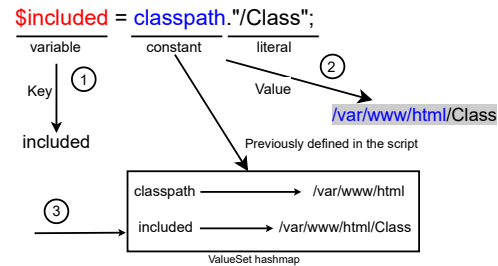 $included = classpath."/Class";
variable constant literal
1 2
Key Value
/var/www/html/Class
included
Previously defined in the script
classpath /var/www/html
3
included /var/www/html/Class
ValueSet hashmap